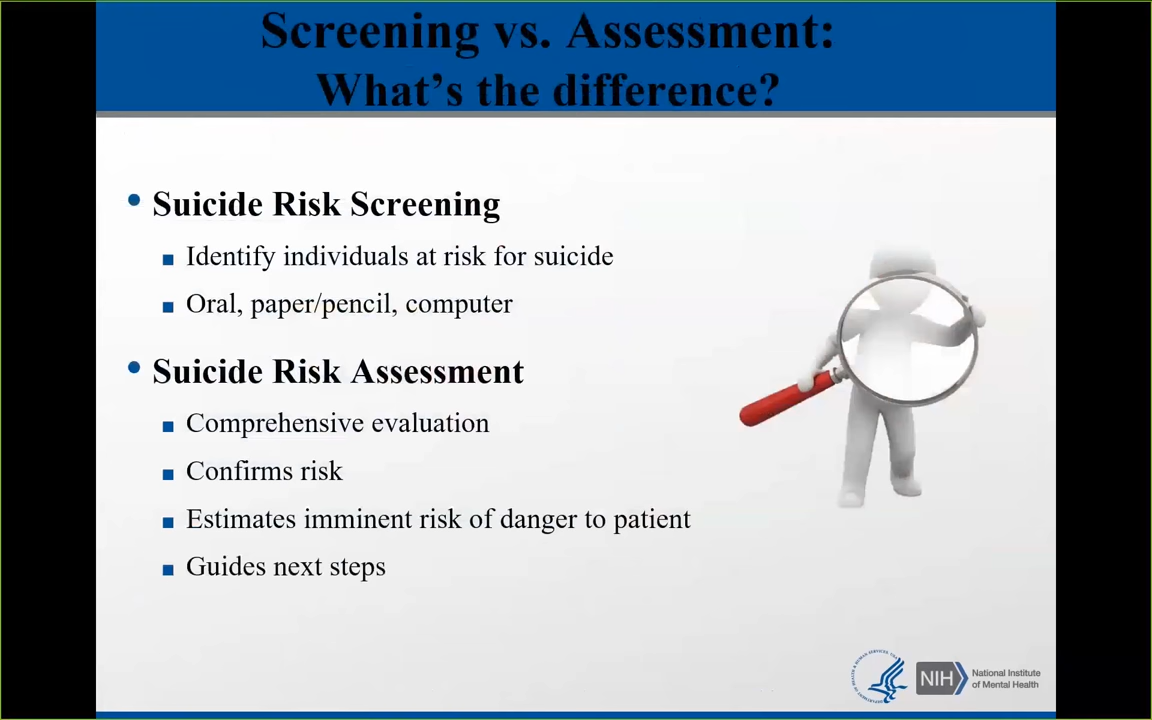 Screening vs. Assessment:
What’s the difference?
• Suicide Risk Screening
▪ Identify individuals at risk for suicide
▪ Oral, paper/pencil, computer
• Suicide Risk Assessment
▪ Comprehensive evaluation
▪ Confirms risk
▪ Estimates imminent risk of danger to patient
▪ Guides next steps
NIH
National Institute
of Mental Health